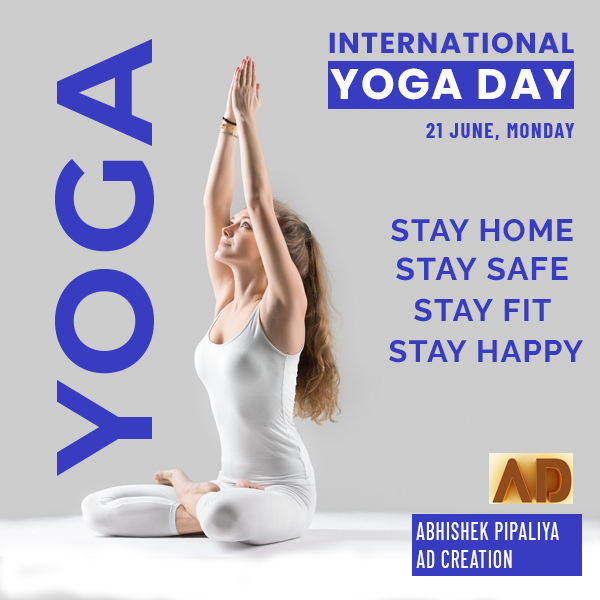 YOGA
INTERNATIONAL
YOGA DAY
21 JUNE, MONDAY
STAY HOME
STAY SAFE
STAY FIT
STAY HAPPY
AD
ABHISHEK PIPALIYA
AD CREATION